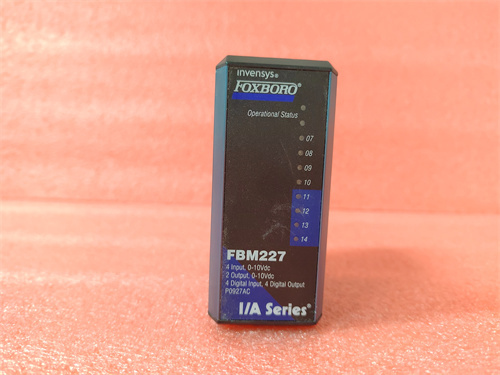 invensys®
FOXBORO®
Operational Status
07
08
09
10
11
12
13
14
FBM227
4 Input, 0-10Vdc
2 Output, 0-10Vdc
4 Digital Input, 4 Digital Output
P0927AC
I/A Series®